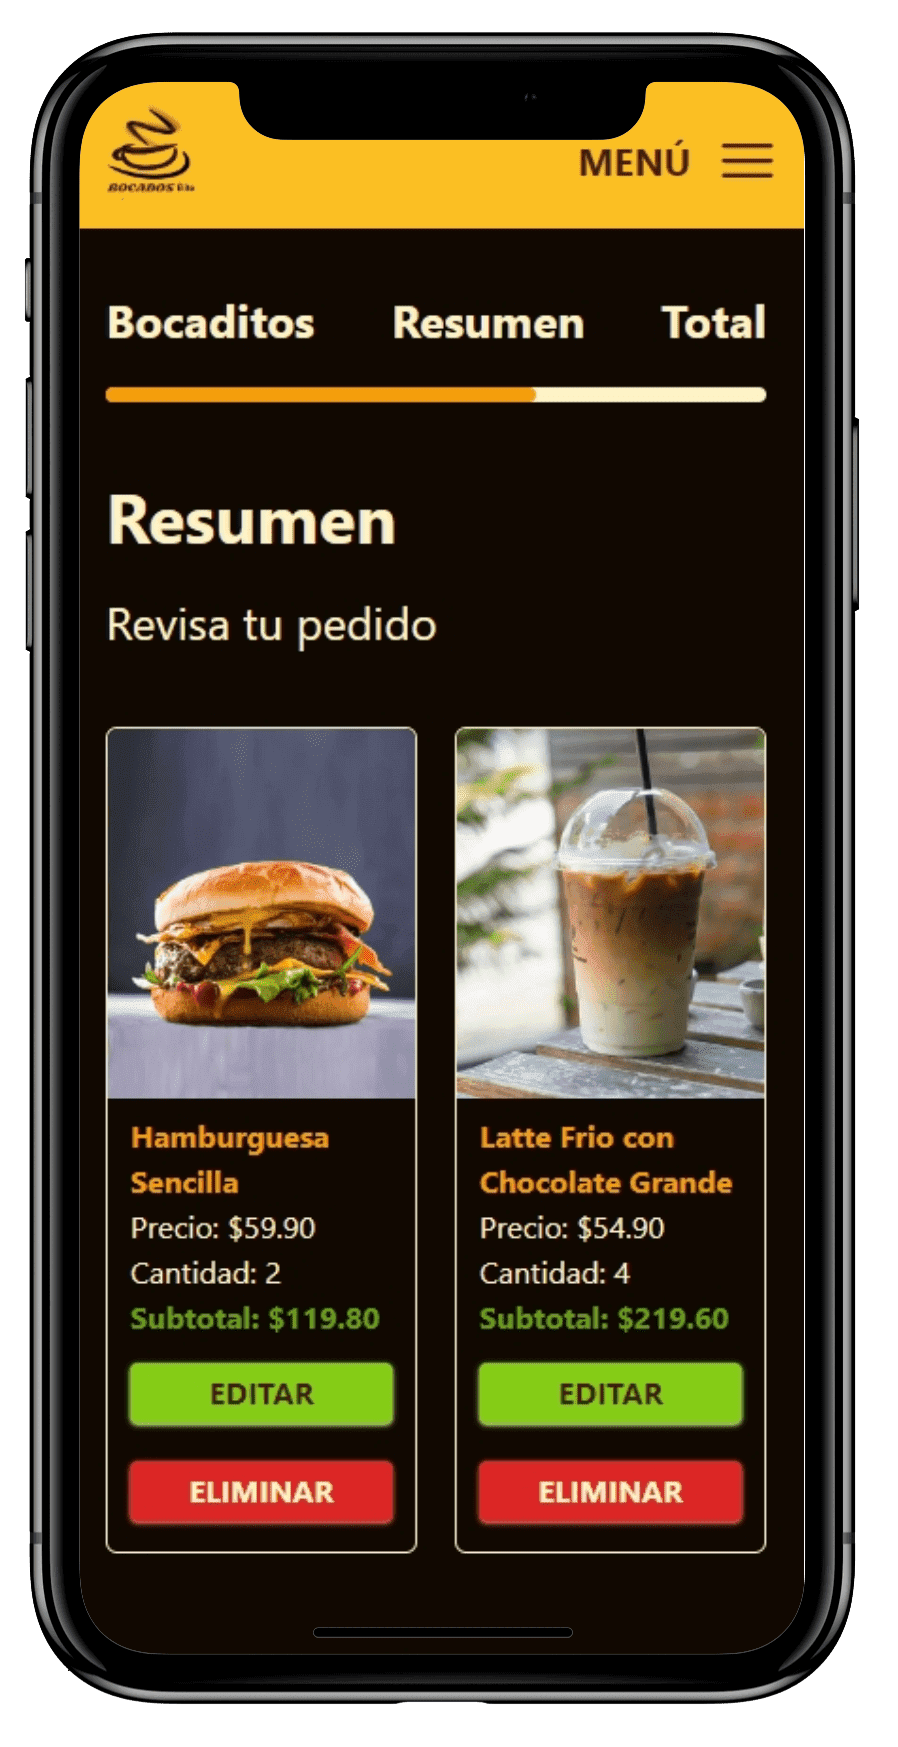 BOCADOS
MENÚ
Bocaditos Resumen Total
Resumen
Revisa tu pedido
Hamburguesa
Sencilla
Precio: $59.90
Cantidad: 2
Subtotal: $119.80
EDITAR
ELIMINAR
Latte Frio con
Chocolate Grande
Precio: $54.90
Cantidad: 4
Subtotal: $219.60
EDITAR
ELIMINAR